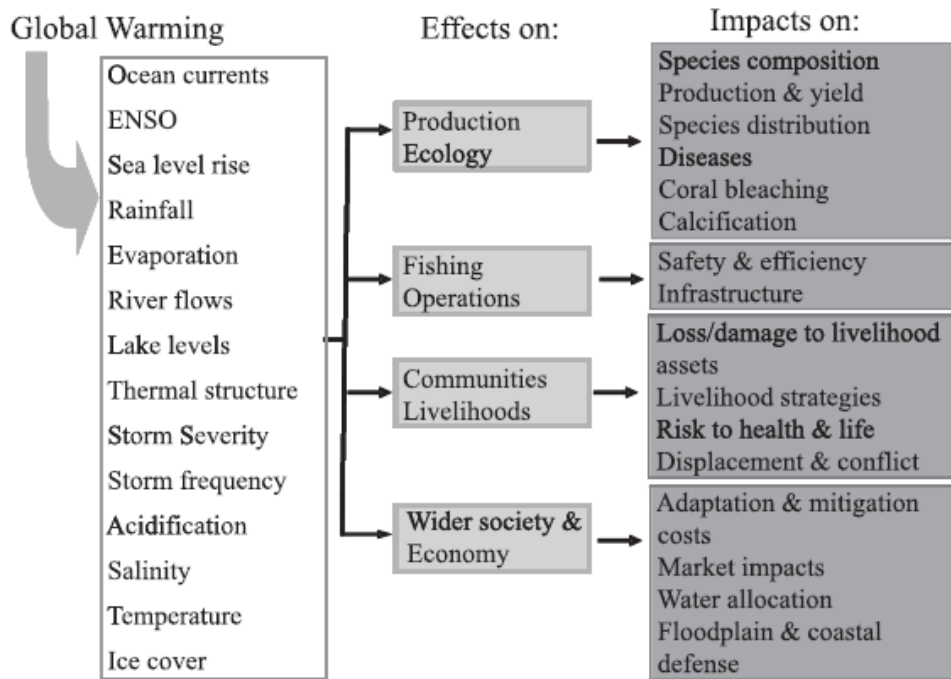 Global Warming
Ocean currents
ENSO
Sea level rise
Rainfall
Evaporation
River flows
Lake levels
Thermal structure
Storm Severity
Storm frequency
Acidification
Salinity
Temperature
Ice cover
Effects on:
Production
Ecology
Fishing
Operations
Communities
Livelihoods
Wider society &
Economy
Impacts on:
Species composition
Production & yield
Species distribution
Diseases
Coral bleaching
Calcification
Safety & efficiency
Infrastructure
Loss/damage to livelihood
assets
Livelihood strategies
Risk to health & life
Displacement & conflict
Adaptation & mitigation
costs
Market impacts
Water allocation
Floodplain & coastal
defense